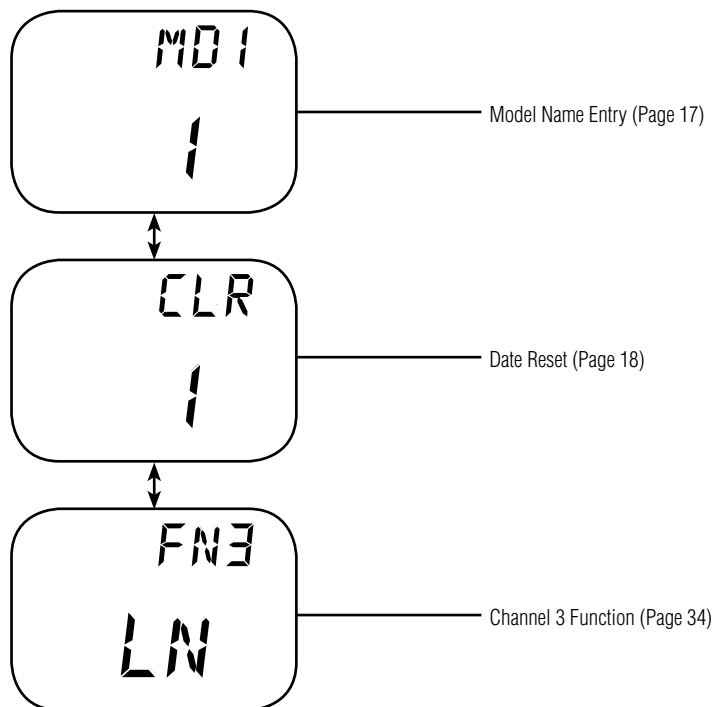 MD1
1
Model Name Entry (Page 17)
CLR
1
Date Reset (Page 18)
FN3
LN
Channel 3 Function (Page 34)